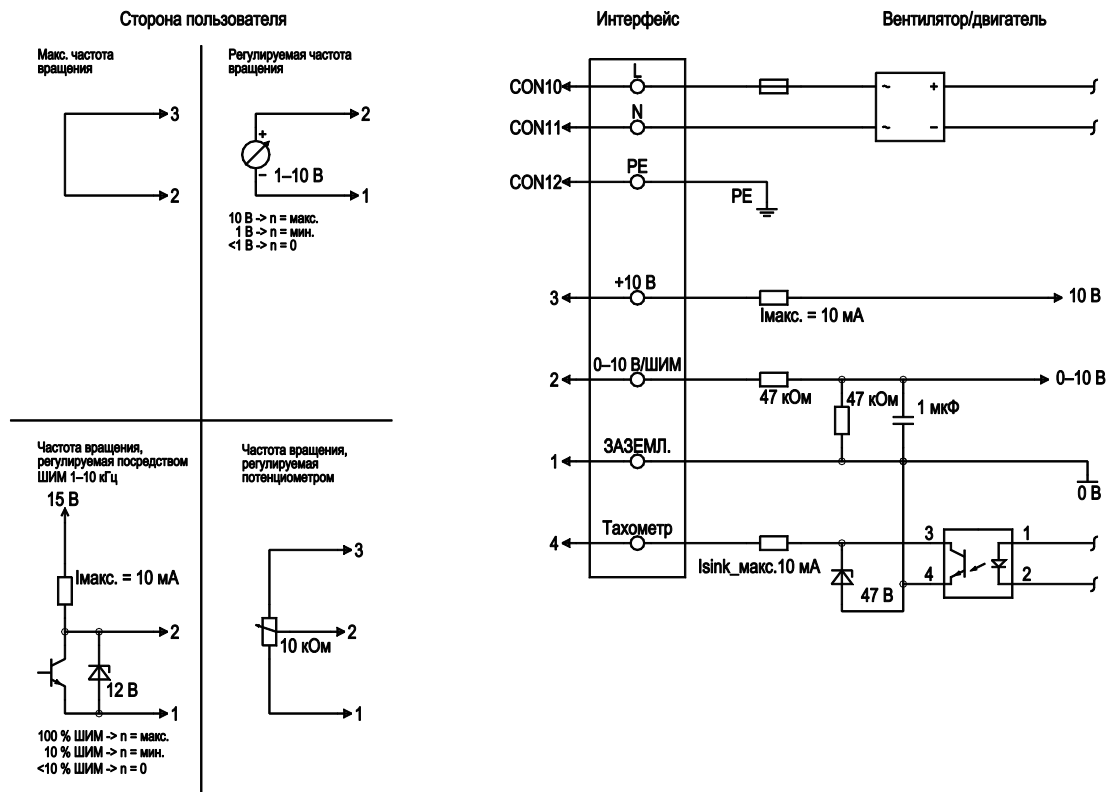 Сторона пользователя
Интерфейс
Вентилятор/двигатель
Макс. частота
вращения
3
2
Регулируемая частота
вращения
2
+
– 1–10 В
1
10 В -> n = макс.
1 В -> n = мин.
<1 В -> n = 0
Частота вращения,
регулируемая посредством
ШИМ 1–10 кГц
15 В
Iмакс. = 10 мА
2
12 В
1
100 % ШИМ -> n = макс.
10 % ШИМ -> n = мин.
<10 % ШИМ -> n = 0
Частота вращения,
регулируемая
потенциометром
3
2
10 кОм
1
CON10
L
~ +
CON11
N
~ –
CON12
PE
PE
3
+10 В
10 В
Iмакс. = 10 мА
2
0–10 В/ШИМ
0–10 В
47 кОм
47 кОм
1 мкФ
1
ЗАЗЕМЛ.
0 В
4
Тахометр
3
1
Isink_макс.10 мА
4
2
47 В